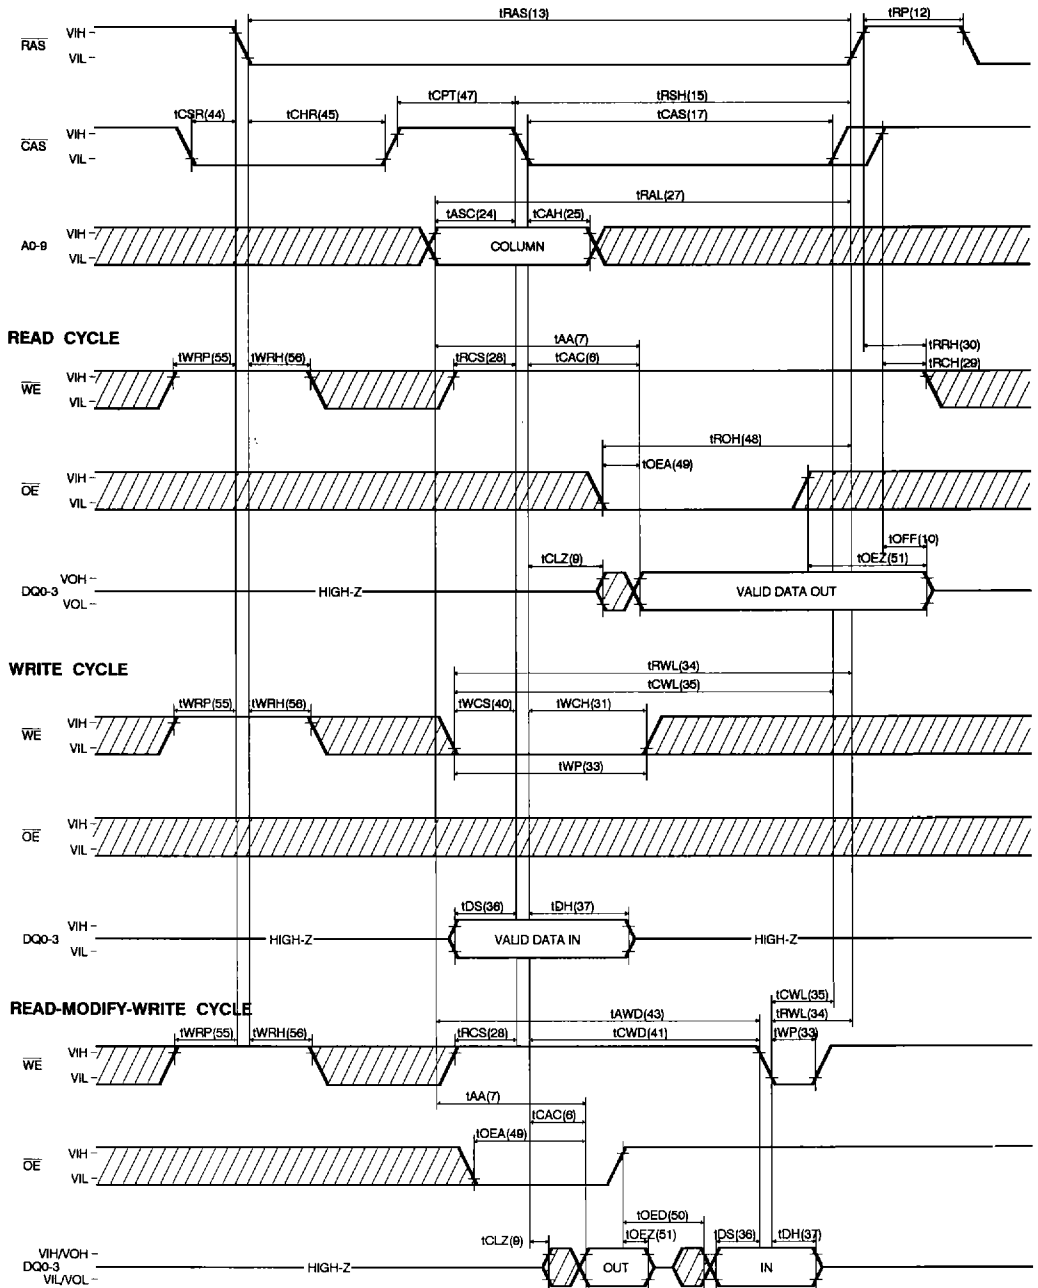 tRAS(13) tRP(12)
RAS VIH VIL
tCSR(44) tCHR(45) tCPT(47) tRSH(15) tCAS(17)
CAS VIH VIL
tRAL(27)
tASC(24) tCAH(25)
A0-9 VIH VIL COLUMN
READ CYCLE
tAA(7) tRRH(30)
tWRP(55) tWRH(56) tRCS(28) tCAC(6) tRCH(29)
WE VIH VIL
tROH(48)
tOEA(49)
OE VIH VIL
tOFF(10)
tCLZ(9) tOEZ(51)
DQ0-3 VOH VOL HIGH-Z VALID DATA OUT
WRITE CYCLE
tRWL(34)
tCWL(35)
tWRP(55) tWRH(56) tWCS(40) tWCH(31)
WE VIH VIL
tWP(33)
OE VIH VIL
tDS(36) tDH(37)
DQ0-3 VIH VIL HIGH-Z VALID DATA IN HIGH-Z
READ-MODIFY-WRITE CYCLE
tCWL(35)
tAWD(43) tRWL(34)
tWRP(55) tWRH(56) tRCS(28) tCWD(41) tWP(33)
WE VIH VIL
tAA(7)
tCAC(6)
tOEA(49)
OE VIH VIL
tOED(50)
tCLZ(9) tOEZ(51) tDS(36) tDH(37)
DQ0-3 VIH/VOH VIL/VOL HIGH-Z OUT IN